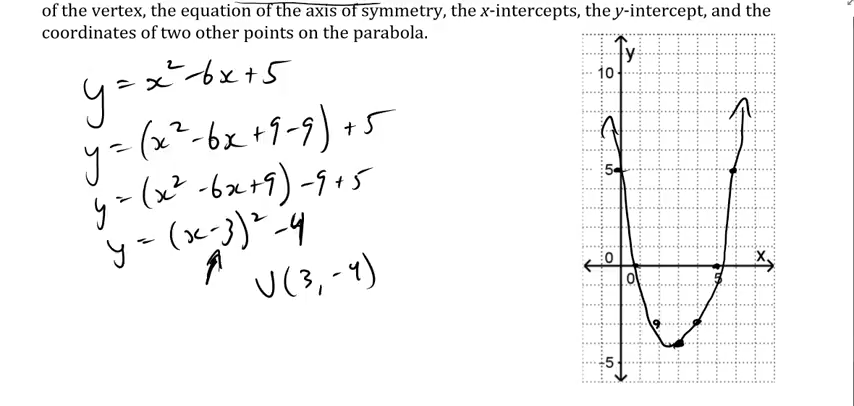 of the vertex, the equation of the axis of symmetry, the x-intercepts, the y-intercept, and the
coordinates of two other points on the parabola.
y = x² -6x + 5
y = (x² -6x +9 -9) + 5
y = (x² -6x +9) -9 +5
y = (x-3)² -4
V(3, -4)
y
10
5
0
x
0
5
-5